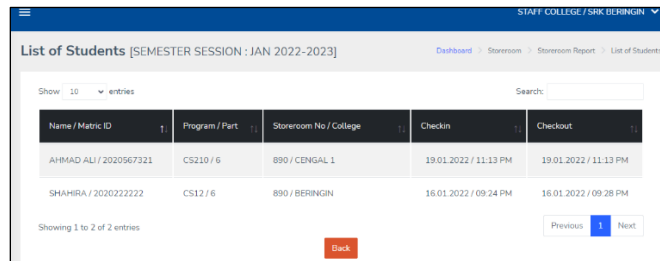 STAFF COLLEGE / SRK BERINGIN
List of Students [SEMESTER SESSION : JAN 2022-2023]
Dashboard > Storeroom > Storeroom Report > List of Students
Show 10 entries
Search:
Name / Matric ID Program / Part Storeroom No / College Checkin Checkout
AHMAD ALI / 2020567321 CS210 / 6 890 / CENGAL 1 19.01.2022 / 11:13 PM 19.01.2022 / 11:13 PM
SHAHIRA / 2020222222 CS12 / 6 890 / BERINGIN 16.01.2022 / 09:24 PM 16.01.2022 / 09:28 PM
Showing 1 to 2 of 2 entries
Previous 1 Next
Back